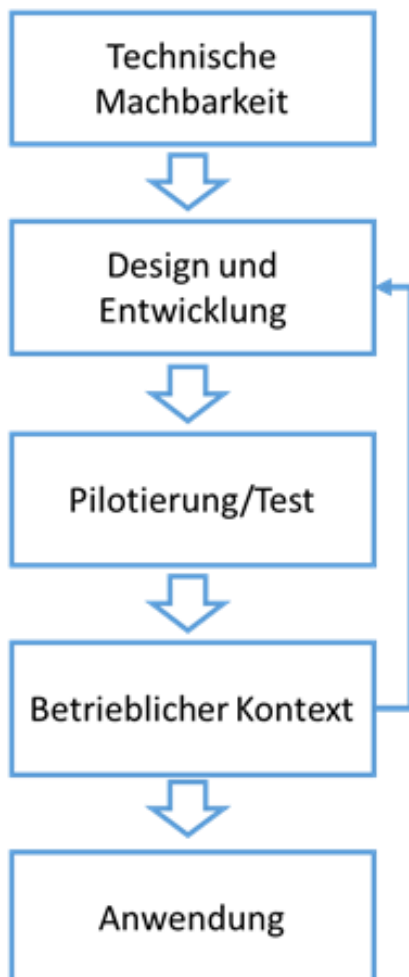 Technische
Machbarkeit
Design und
Entwicklung
Pilotierung/Test
Betrieblicher Kontext
Anwendung